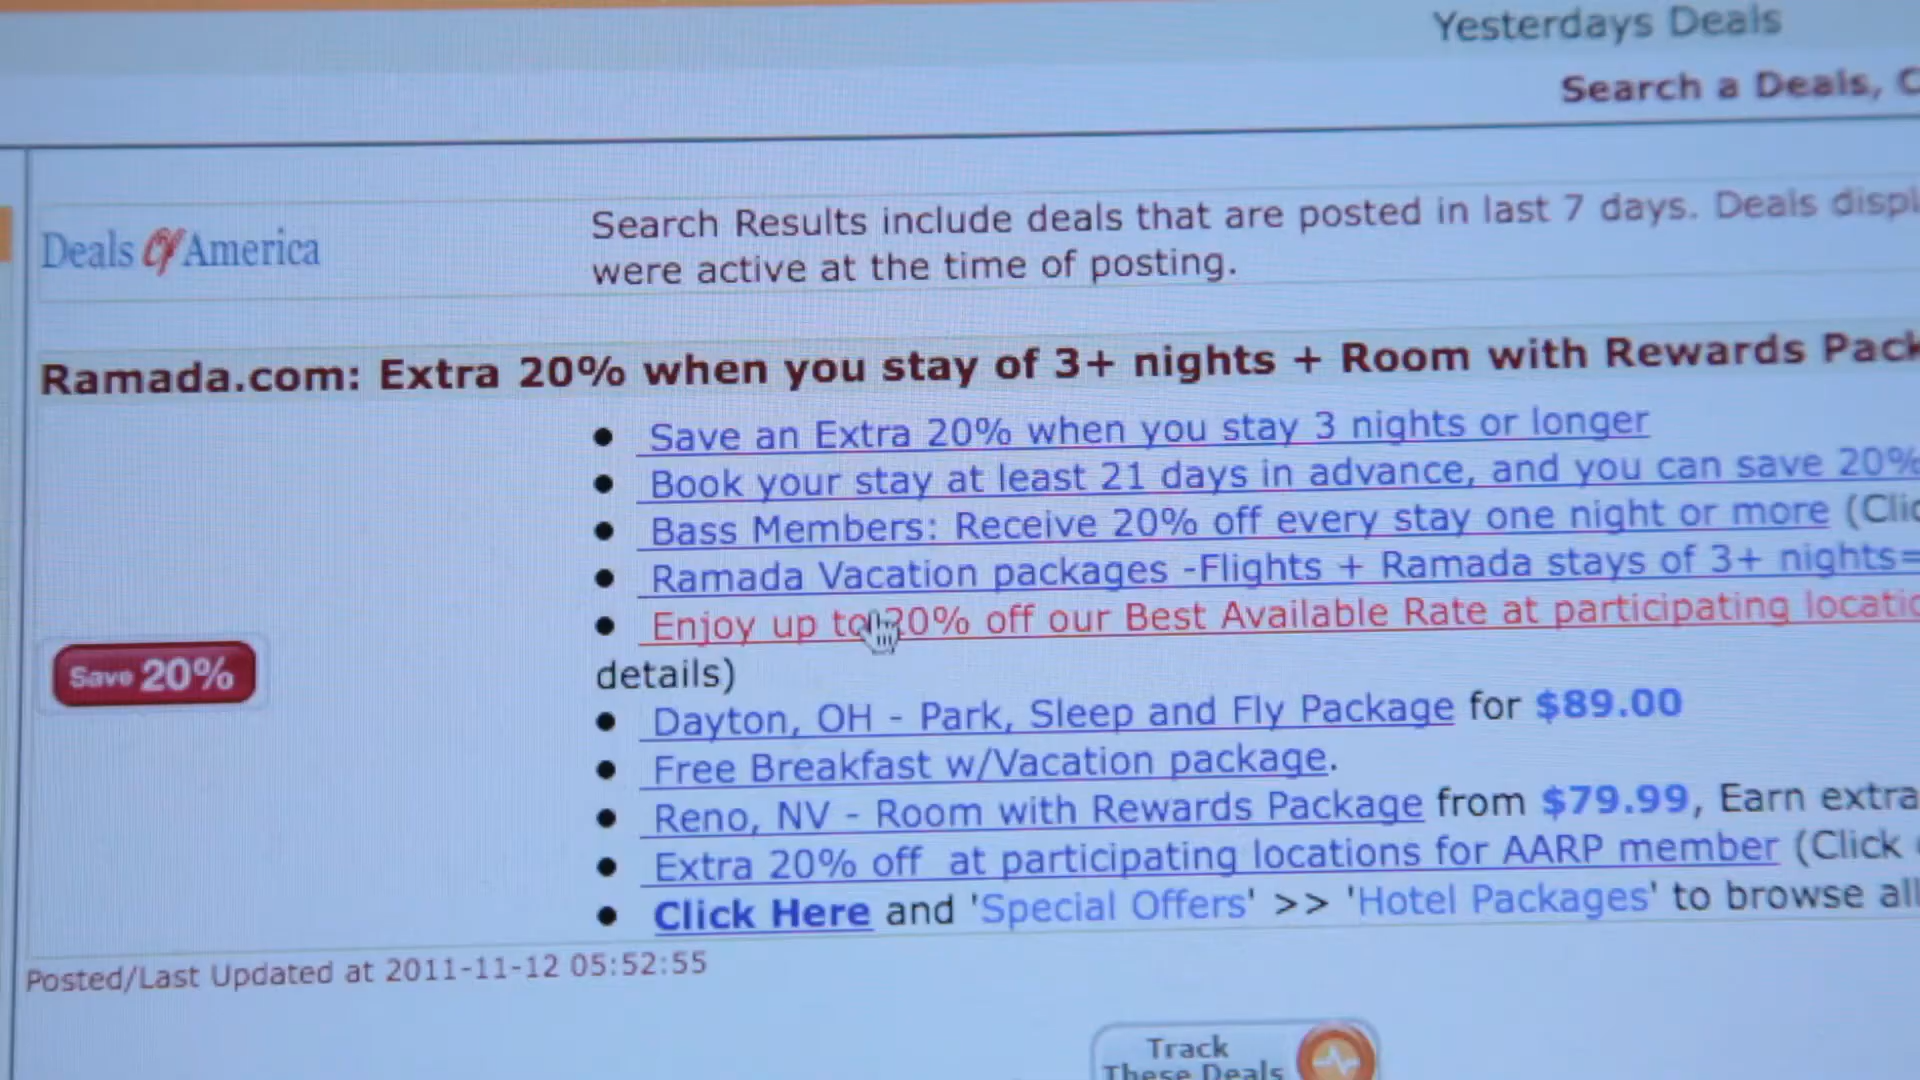 Yesterdays Deals
Search a Deals,
Deals Of America
Search Results include deals that are posted in last 7 days. Deals
were active at the time of posting.
Ramada.com: Extra 20% when you stay of 3+ nights + Room with Rewards
Save an Extra 20% when you stay 3 nights or longer
Book your stay at least 21 days in advance, and you can save 20%
Bass Members: Receive 20% off every stay one night or more
Ramada Vacation packages -Flights + Ramada stays of 3+ nights=
Enjoy up to 20% off our Best Available Rate at participating
details)
Save 20%
Dayton, OH - Park, Sleep and Fly Package for $89.00
Free Breakfast w/Vacation package.
Reno, NV - Room with Rewards Package from $79.99, Earn extra
Extra 20% off at participating locations for AARP member (Click
Click Here and 'Special Offers' >> 'Hotel Packages' to browse all
Posted/Last Updated at 2011-11-12 05:52:55
Track
These Deals